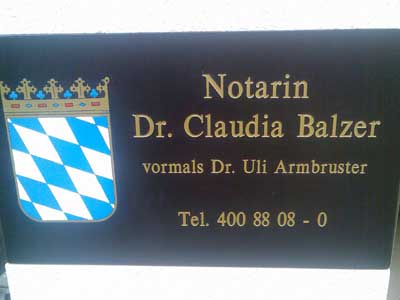 Notarin
Dr. Claudia Balzer
vormals Dr. Uli Armbruster
Tel. 400 88 08 - 0